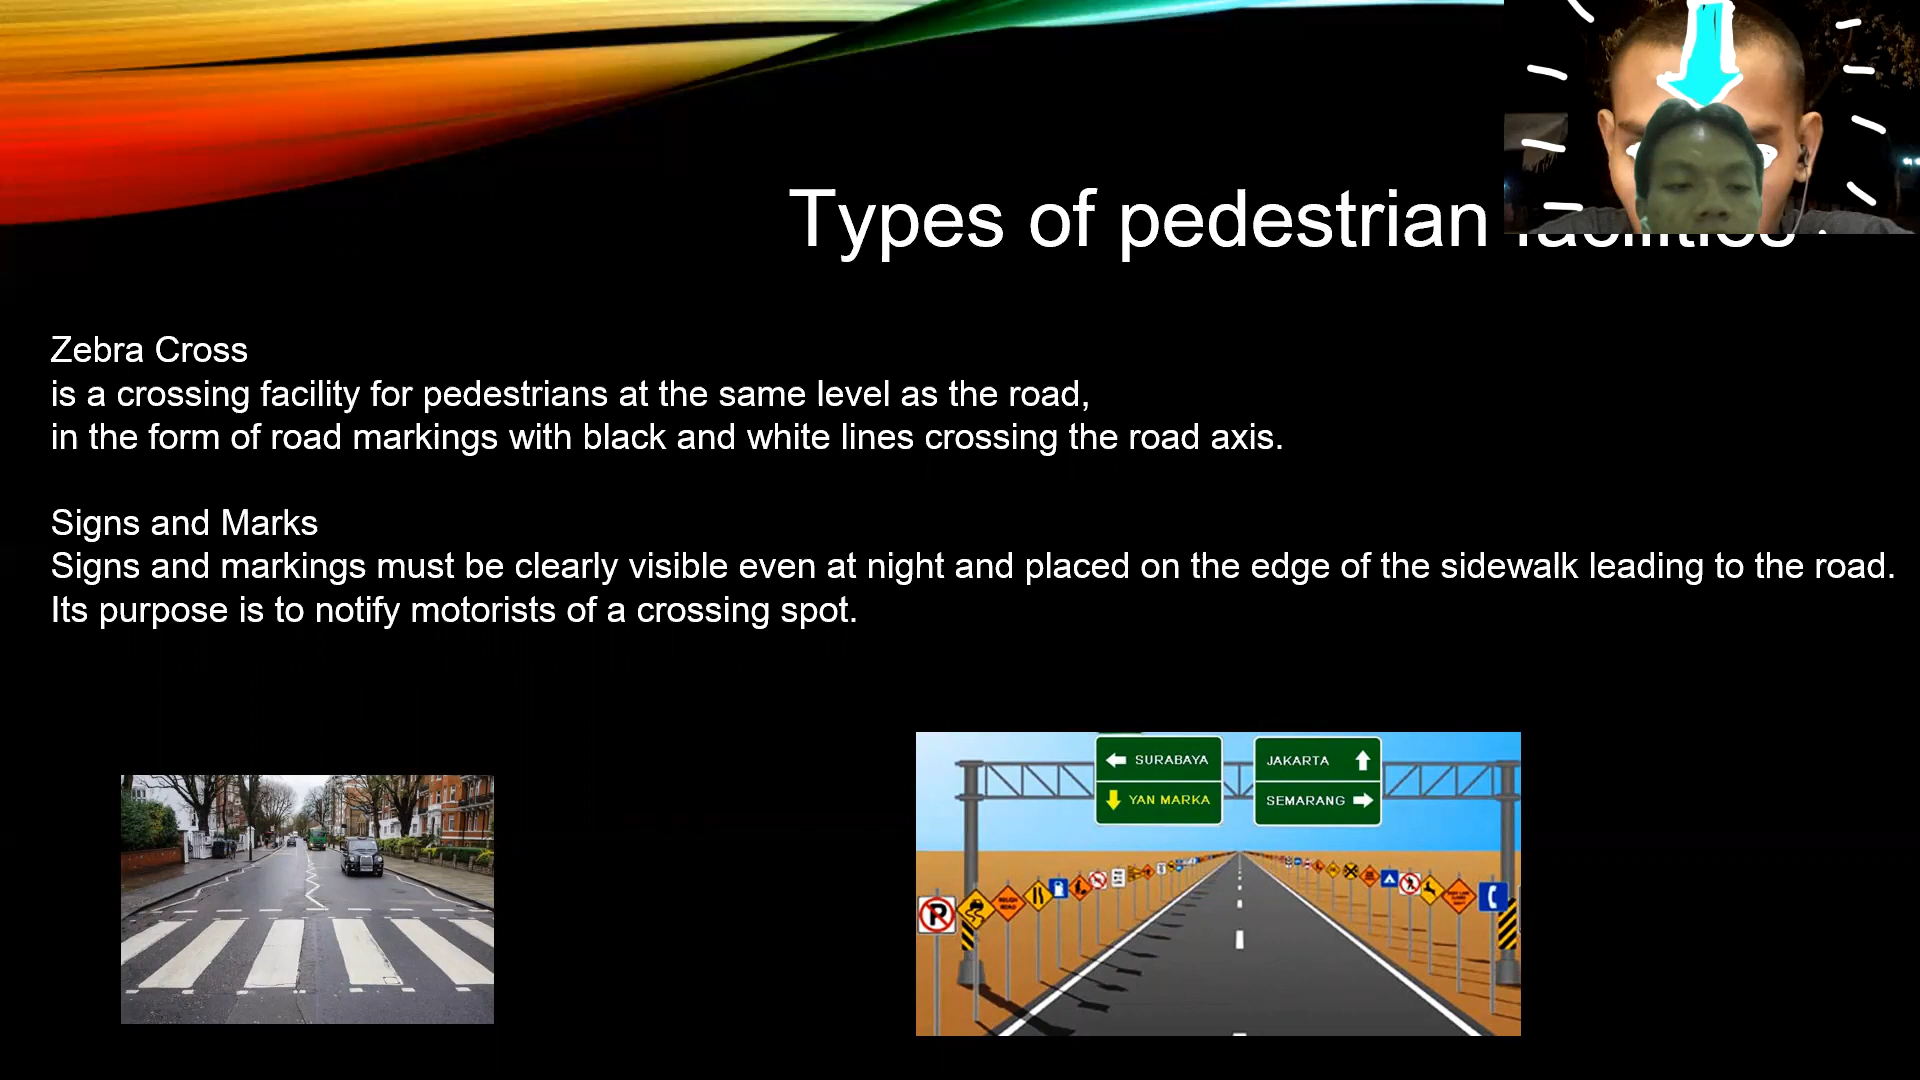 Types of pedestrian facilities
Zebra Cross
is a crossing facility for pedestrians at the same level as the road,
in the form of road markings with black and white lines crossing the road axis.
Signs and Marks
Signs and markings must be clearly visible even at night and placed on the edge of the sidewalk leading to the road.
Its purpose is to notify motorists of a crossing spot.
SURABAYA
YAN MARKA
JAKARTA
SEMARANG
P
ROUGH
ROAD